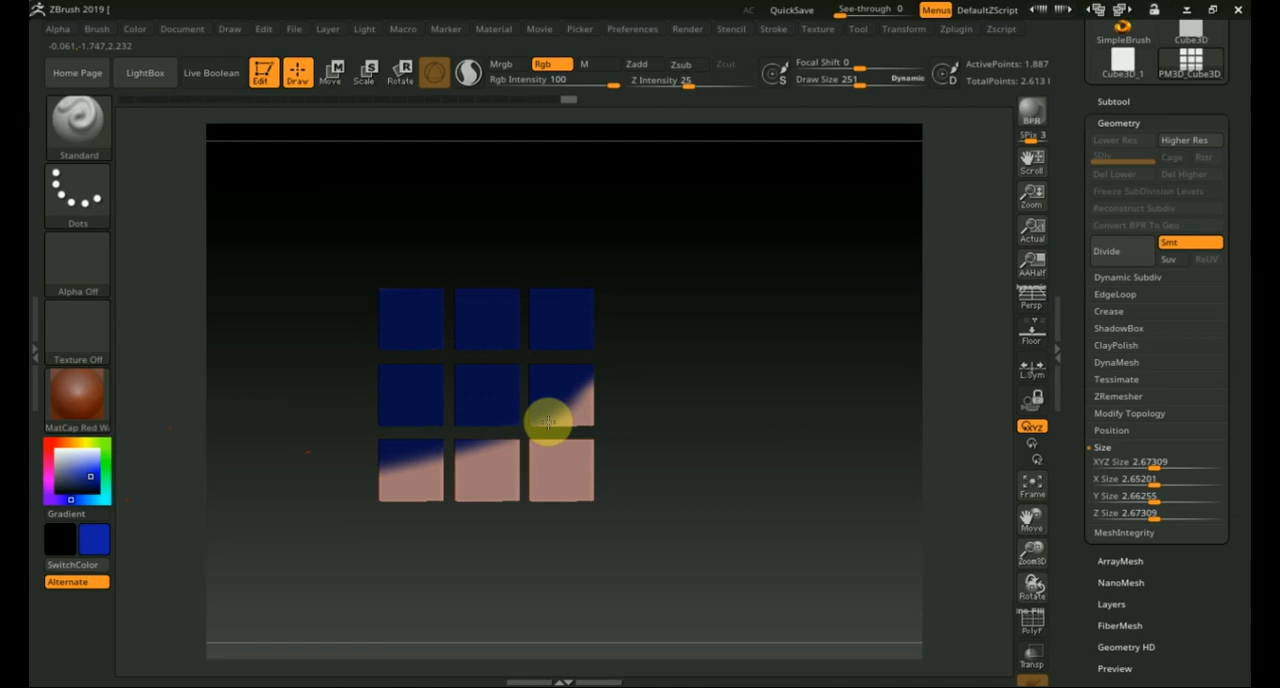 ZBrush 2019 [
AC QuickSave See-through 0 Menus DefaultZScript
Alpha Brush Color Document Draw Edit File Layer Light Macro Marker Material Movie Picker Preferences Render Stencil Stroke Texture Tool Transform Zplugin Zscript
-0.061,-1.747,2.232
Home Page LightBox Live Boolean Edit Draw Move Scale Rotate
Mrgb Rgb M Zadd Zsub Zcut
Rgb Intensity 100 Z Intensity 25
Focal Shift 0
Draw Size 251 Dynamic
ActivePoints: 1.887
TotalPoints: 2.613
SimpleBrush Cube3D
Cube3D_1 PM3D_Cube3D_
Standard
Dots
Alpha Off
Texture Off
MatCap Red W
Gradient
SwitchColor
Alternate
BPR
SPix 3
Scroll
Zoom
Actual
AAHalf
Dynamic
Persp
Floor
L.Sym
XYZ
Frame
Move
Zoom3D
Rotate
PolyF
Transp
Subtool
Geometry
Lower Res Higher Res
SDiv Cage Rstr
Del Lower Del Higher
Freeze SubDivision Levels
Reconstruct Subdiv
Convert BPR To Geo
Divide Smt
Suv ReUV
Dynamic Subdiv
EdgeLoop
Crease
ShadowBox
ClayPolish
DynaMesh
Tessimate
ZRemesher
Modify Topology
Position
Size
XYZ Size 2.67309
X Size 2.65201
Y Size 2.66255
Z Size 2.67309
MeshIntegrity
ArrayMesh
NanoMesh
Layers
FiberMesh
Geometry HD
Preview